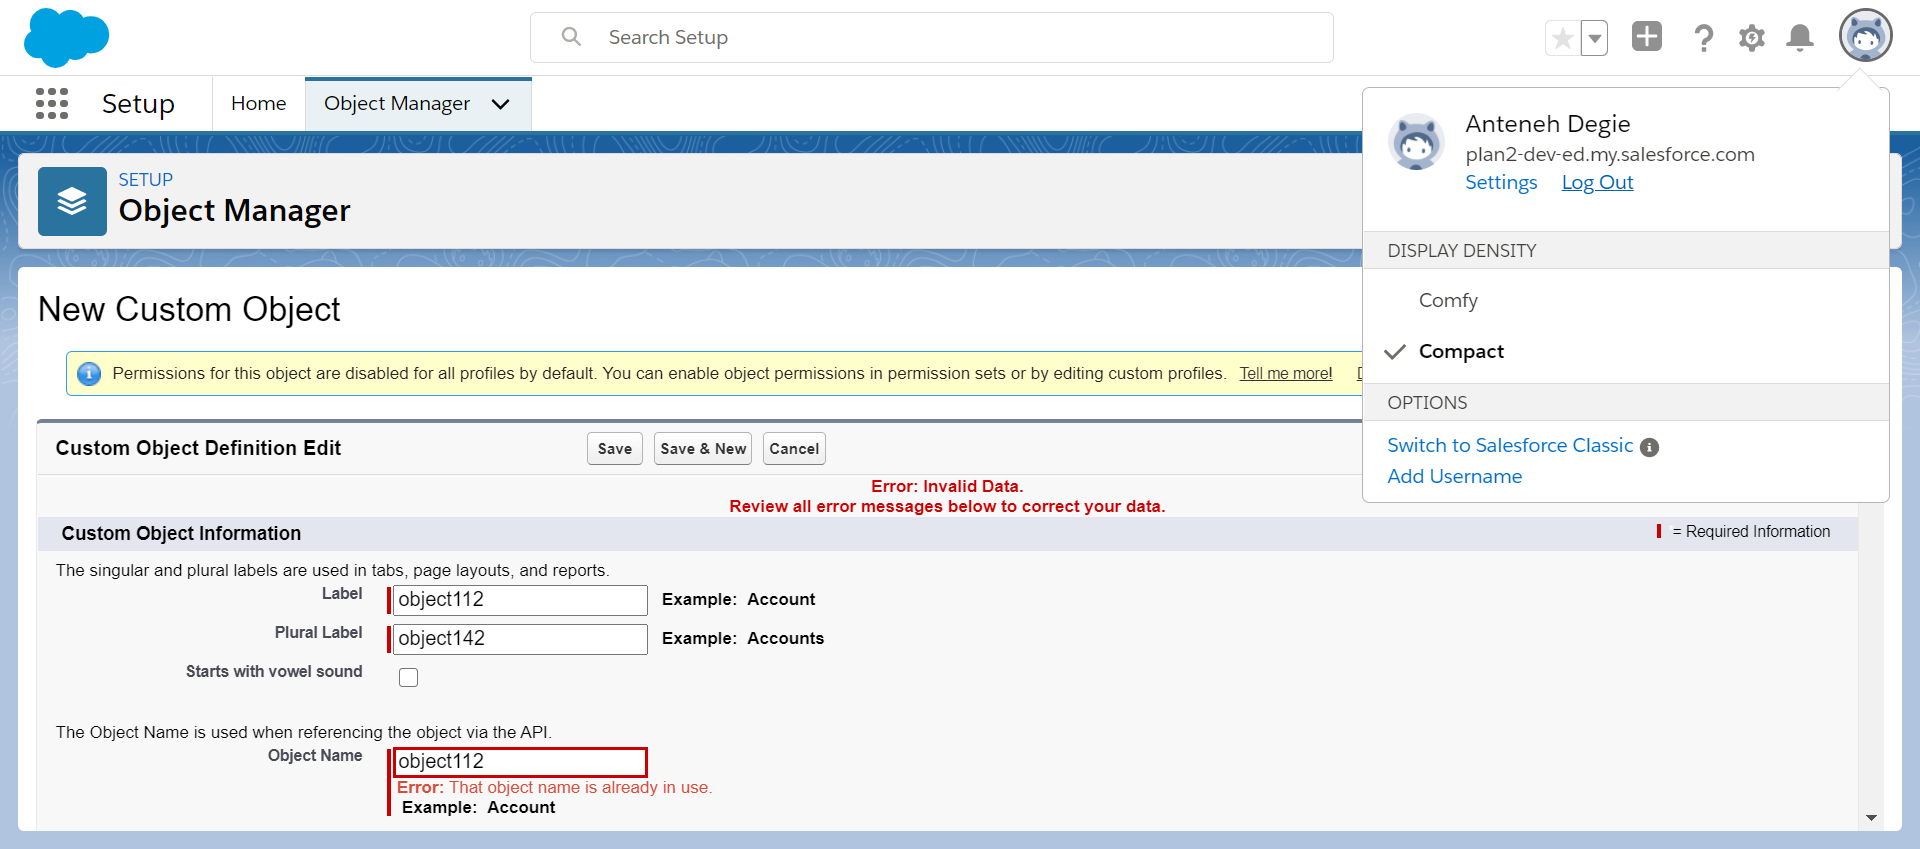 Search Setup
Setup
Home
Object Manager
Anteneh Degie
plan2-dev-ed.my.salesforce.com
Settings Log Out
SETUP
Object Manager
DISPLAY DENSITY
Comfy
Compact
OPTIONS
Switch to Salesforce Classic
Add Username
New Custom Object
Permissions for this object are disabled for all profiles by default. You can enable object permissions in permission sets or by editing custom profiles. Tell me more!
Custom Object Definition Edit
Save
Save & New
Cancel
Error: Invalid Data.
Review all error messages below to correct your data.
Custom Object Information
= Required Information
The singular and plural labels are used in tabs, page layouts, and reports.
Label object112 Example: Account
Plural Label object142 Example: Accounts
Starts with vowel sound
The Object Name is used when referencing the object via the API.
Object Name object112
Error: That object name is already in use.
Example: Account